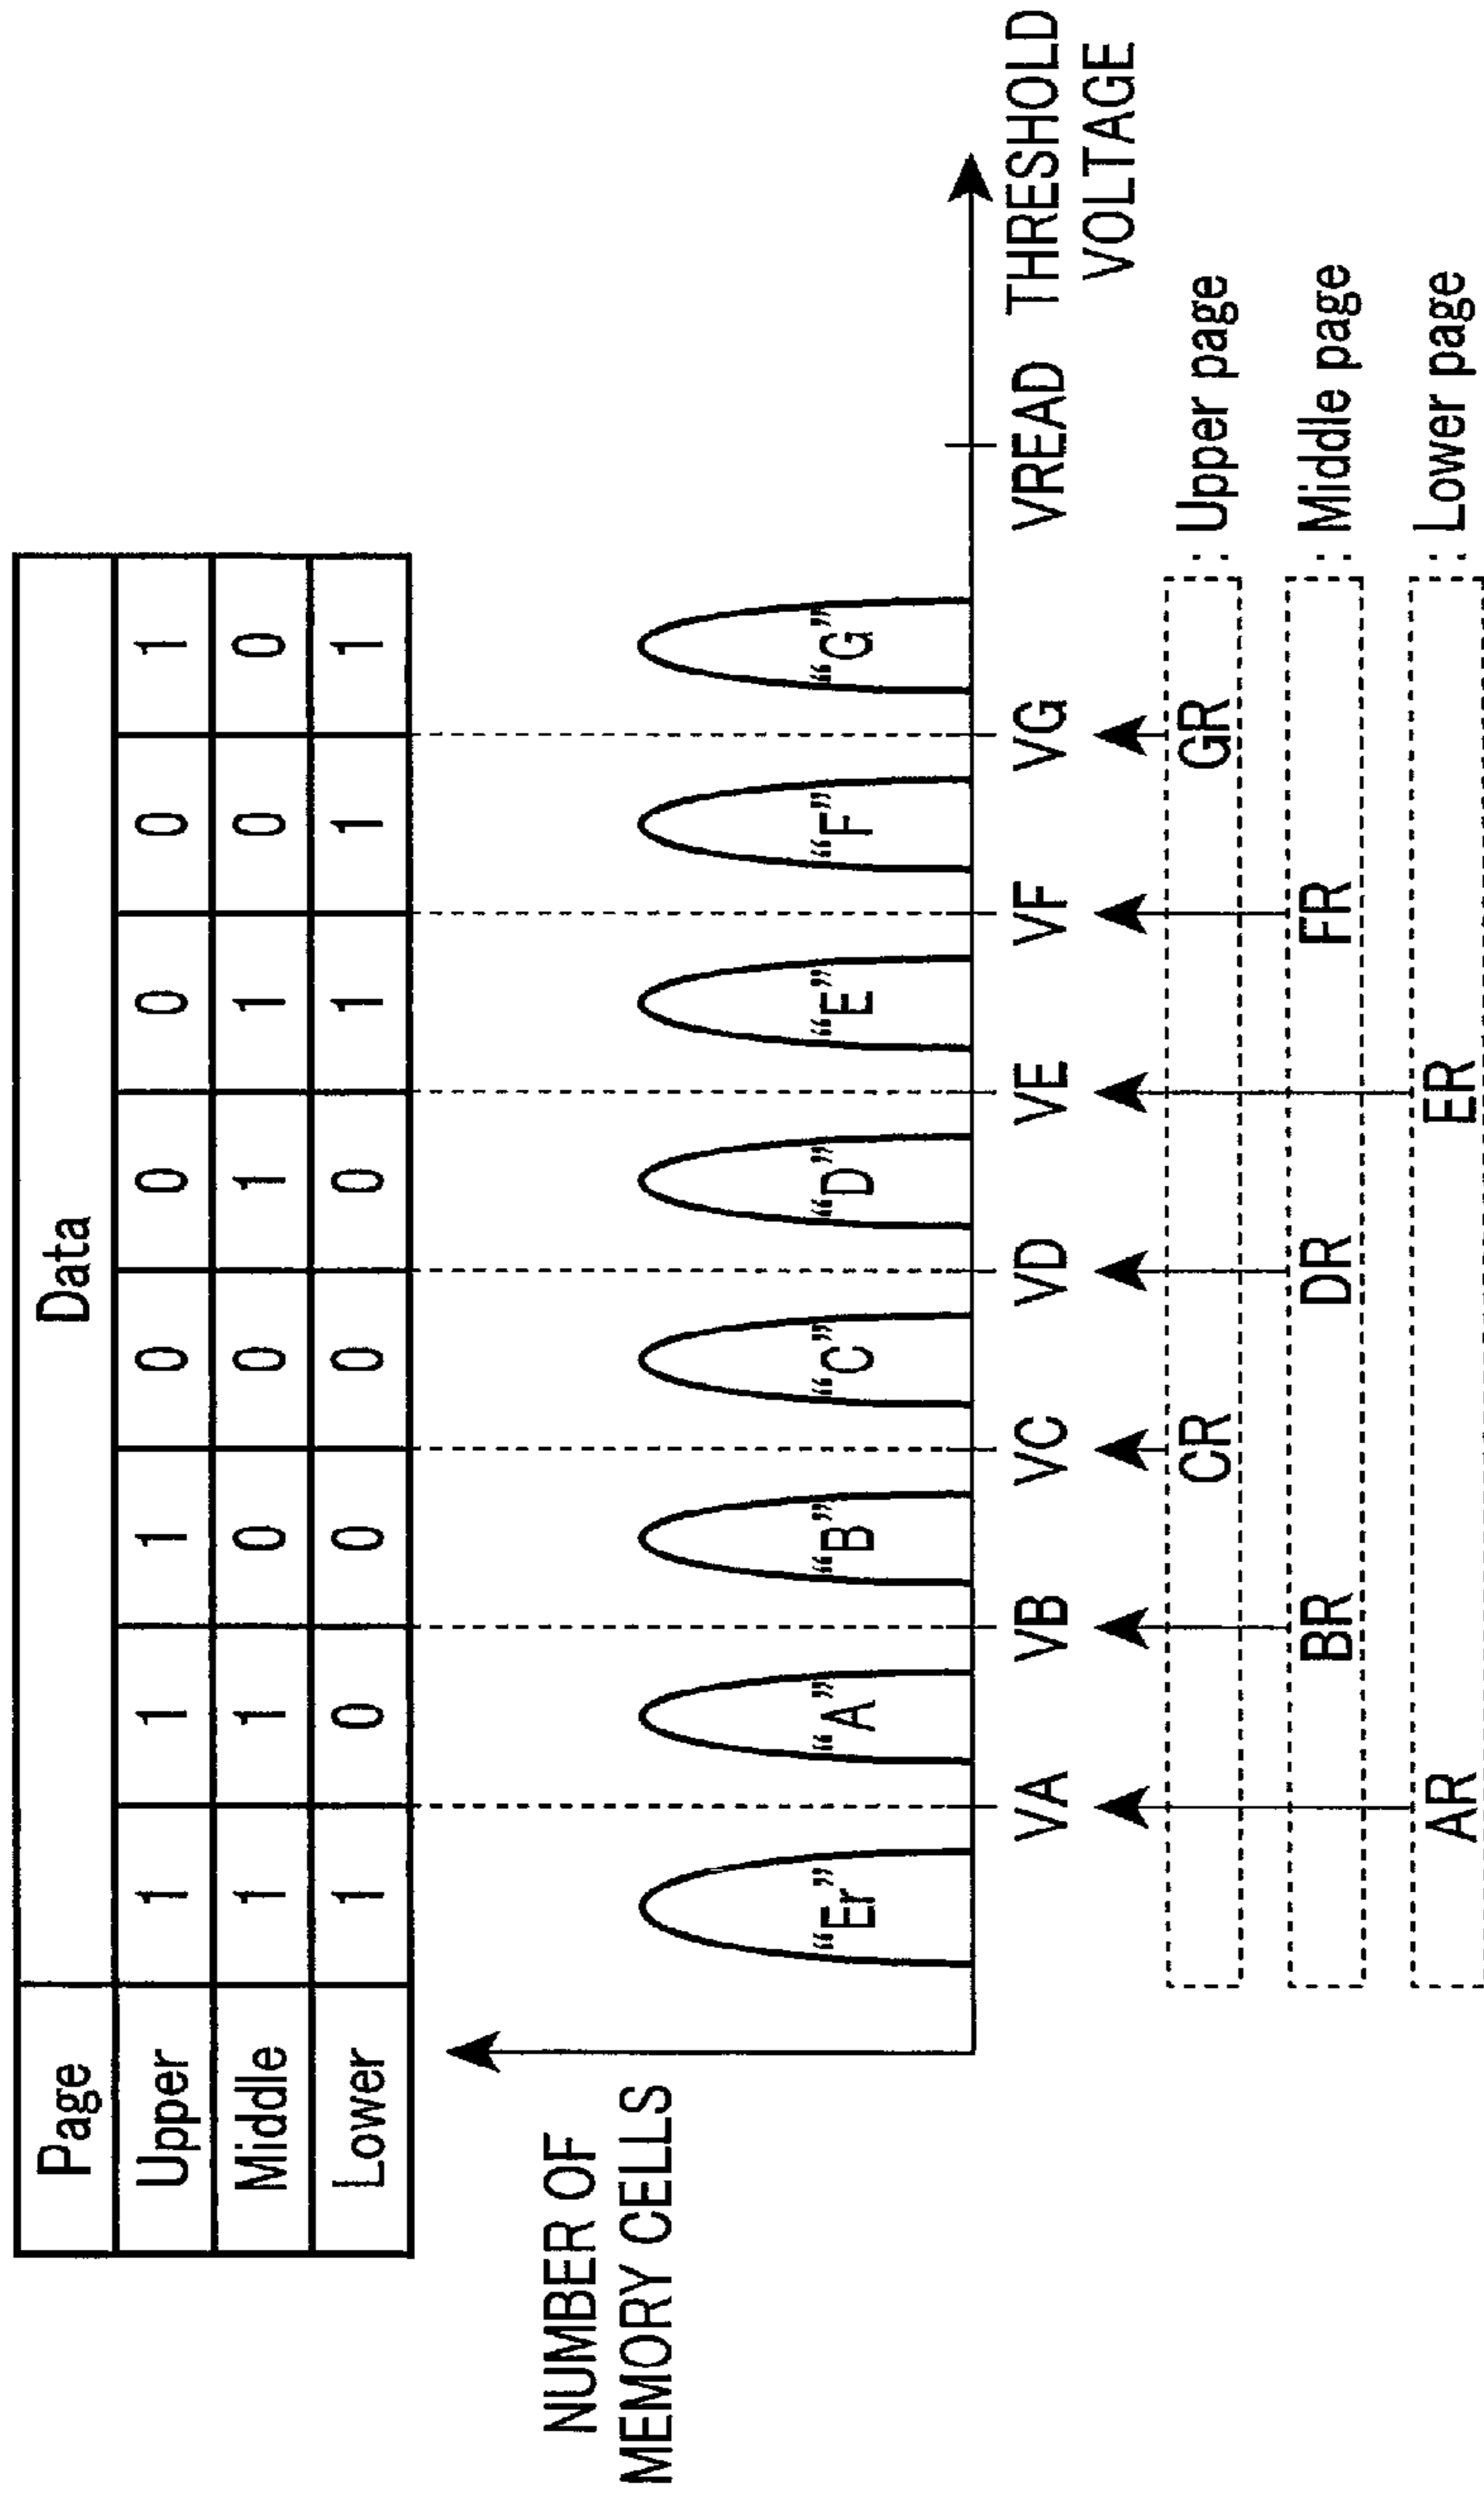 Page Data
Upper 1 1 1 0 0 0 0 1
Middle 1 1 0 0 1 1 0 0
Lower 1 0 0 0 0 1 1 1
NUMBER OF
MEMORY CELLS
“Er” “A” “B” “C” “D” “E” “F” “G”
VA VB VC VD VE VF VG VREAD THRESHOLD
VOLTAGE
CR GR : Upper page
BR DR FR : Middle page
AR ER : Lower page